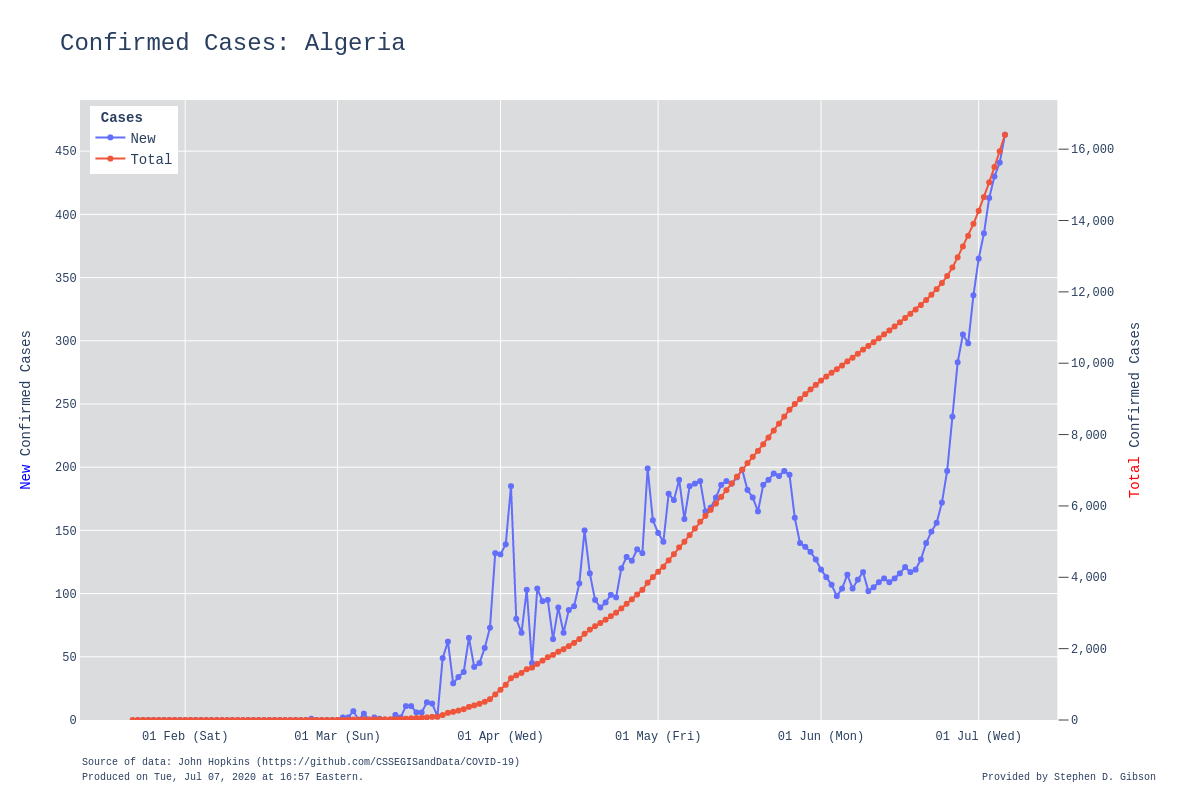 Confirmed Cases: Algeria
Cases
New
Total
450
400
350
300
250
200
150
100
50
0
16,000
14,000
12,000
10,000
8,000
6,000
4,000
2,000
0
New Confirmed Cases
Total Confirmed Cases
01 Feb (Sat)
01 Mar (Sun)
01 Apr (Wed)
01 May (Fri)
01 Jun (Mon)
01 Jul (Wed)
Source of data: John Hopkins (https://github.com/CSSEGISandData/COVID-19)
Produced on Tue, Jul 07, 2020 at 16:57 Eastern.
Provided by Stephen D. Gibson